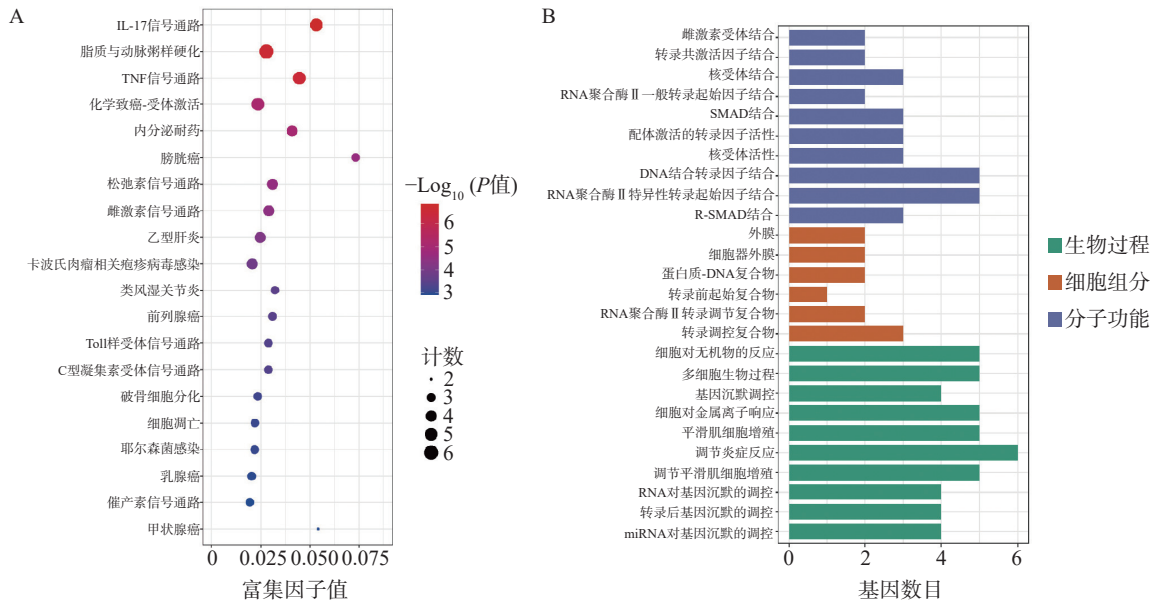 A
IL-17信号通路
脂质与动脉粥样硬化
TNF信号通路
化学致癌-受体激活
内分泌耐药
膀胱癌
松弛素信号通路
雌激素信号通路
乙型肝炎
卡波氏肉瘤相关疱疹病毒感染
类风湿关节炎
前列腺癌
Toll样受体信号通路
C型凝集素受体信号通路
破骨细胞分化
细胞凋亡
耶尔森菌感染
乳腺癌
催产素信号通路
甲状腺癌
0 0.025 0.050 0.075
富集因子值
−Log10 (P值)
6
5
4
3
计数
2
3
4
5
6
B
雌激素受体结合
转录共激活因子结合
核受体结合
RNA聚合酶Ⅱ一般转录起始因子结合
SMAD结合
配体激活的转录因子活性
核受体活性
DNA结合转录因子结合
RNA聚合酶Ⅱ特异性转录起始因子结合
R-SMAD结合
外膜
细胞器外膜
蛋白质-DNA复合物
转录前起始复合物
RNA聚合酶Ⅱ转录调节复合物
转录调控复合物
细胞对无机物的反应
多细胞生物过程
基因沉默调控
细胞对金属离子响应
平滑肌细胞增殖
调节炎症反应
调节平滑肌细胞增殖
RNA对基因沉默的调控
转录后基因沉默的调控
miRNA对基因沉默的调控
0 2 4 6
基因数目
生物过程
细胞组分
分子功能